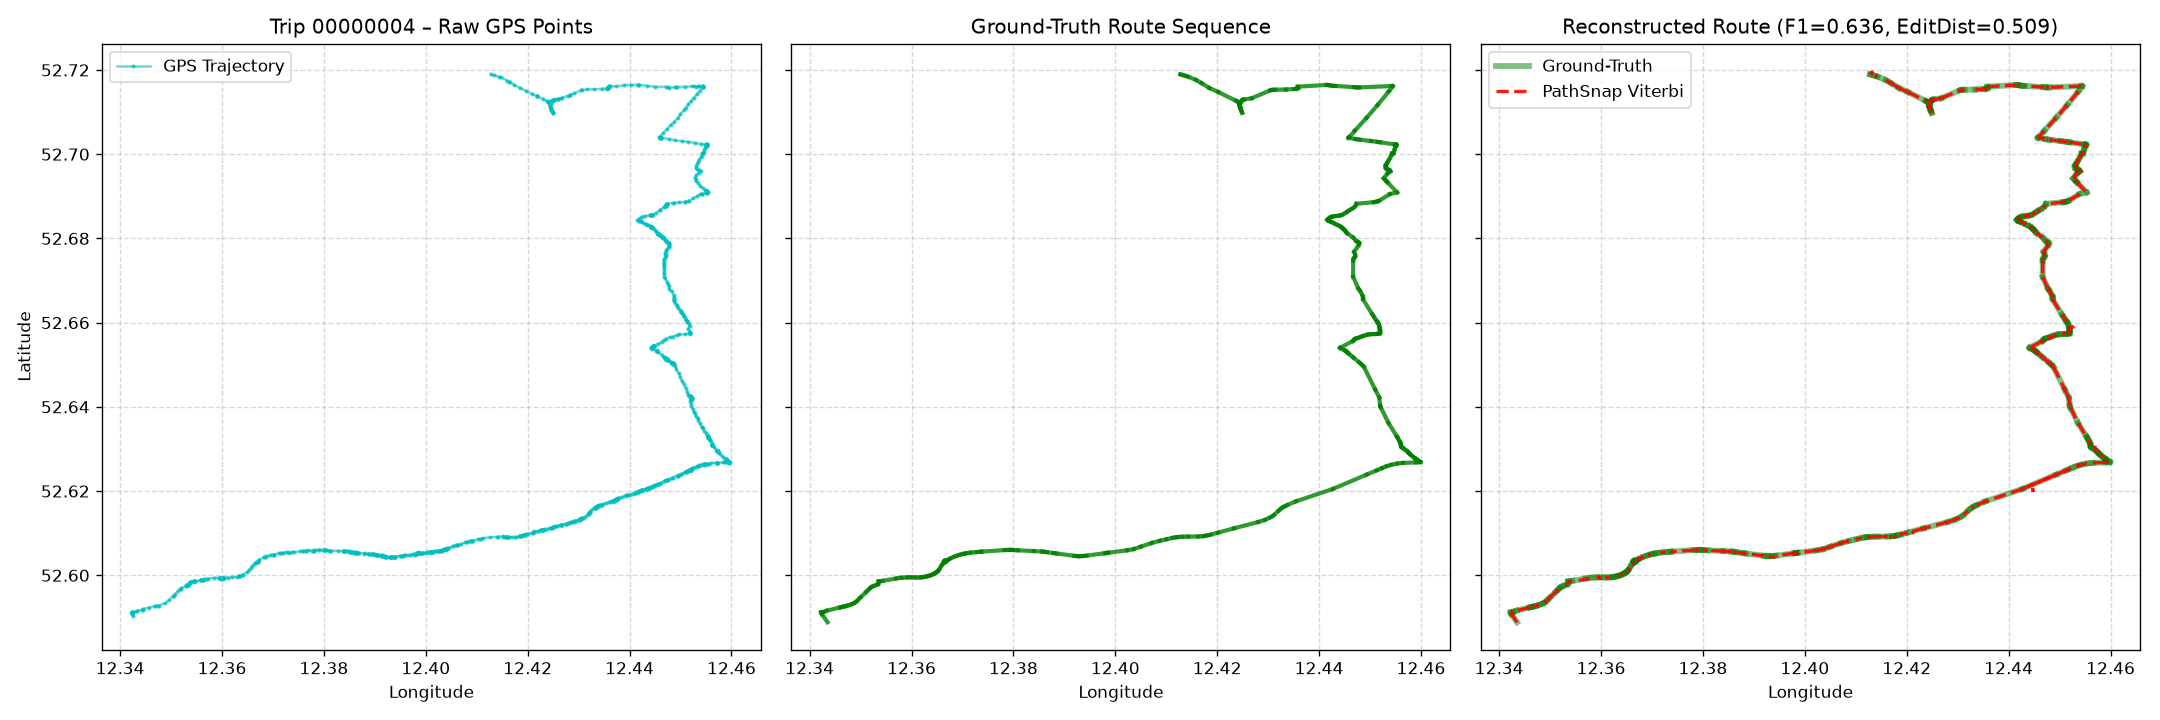 Trip 00000004 – Raw GPS Points
GPS Trajectory
52.72
52.70
52.68
52.66
52.64
52.62
52.60
Latitude
12.34 12.36 12.38 12.40 12.42 12.44 12.46
Longitude
Ground-Truth Route Sequence
12.34 12.36 12.38 12.40 12.42 12.44 12.46
Longitude
Reconstructed Route (F1=0.636, EditDist=0.509)
Ground-Truth
PathSnap Viterbi
12.34 12.36 12.38 12.40 12.42 12.44 12.46
Longitude